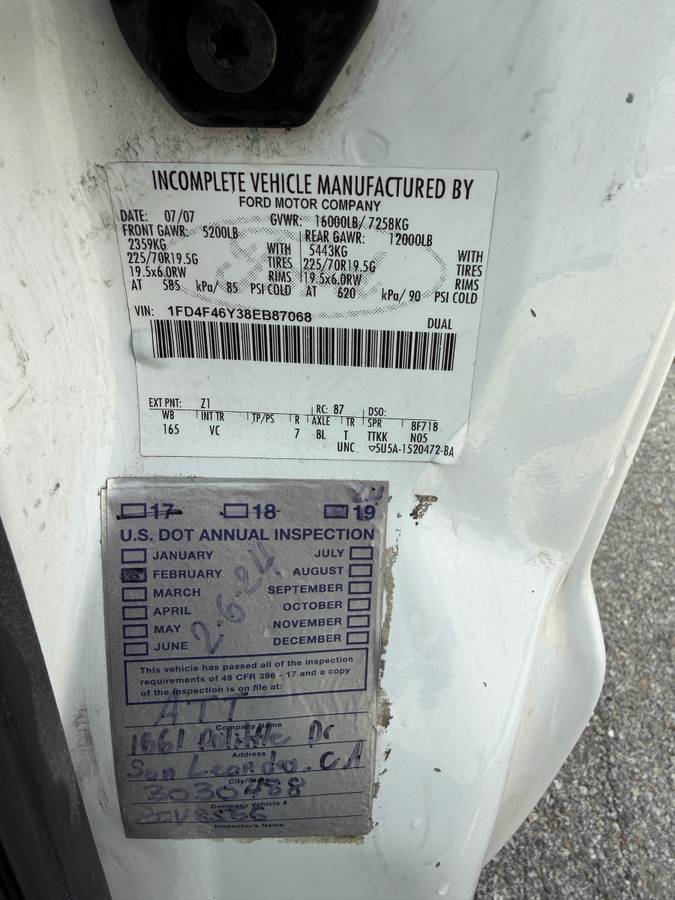 INCOMPLETE VEHICLE MANUFACTURED BY
FORD MOTOR COMPANY
DATE: 07/07 GVWR: 16000LB/ 7258KG
FRONT GAWR: 5200LB REAR GAWR: 12000LB
2359KG WITH 5443KG WITH
225/70R19.5G TIRES 225/70R19.5G TIRES
19.5x6.0RW RIMS 19.5x6.0RW RIMS
AT 585 kPa/ 85 PSI COLD AT 620 kPa/ 90 PSI COLD
VIN: 1FD4F46Y38EB87068 DUAL
EXT PNT: Z1 RC: 87 DSO:
WB INT TR TP/PS R AXLE TR SPR 8F718
165 VC 7 8L T TTKK N05
UNC ▽5U5A-1520472-BA
17 18 19
U.S. DOT ANNUAL INSPECTION
JANUARY JULY
FEBRUARY AUGUST
MARCH SEPTEMBER
APRIL OCTOBER
MAY NOVEMBER
JUNE DECEMBER
2.6.24
This vehicle has passed all of the inspection
requirements of 49 CFR 396 - 17 and a copy
of the inspection is on file at:
ATT
Company Name
1661 Dr
Address
San Leandro. CA
City/State
3030488
Company Vehicle #
Inspector's Name